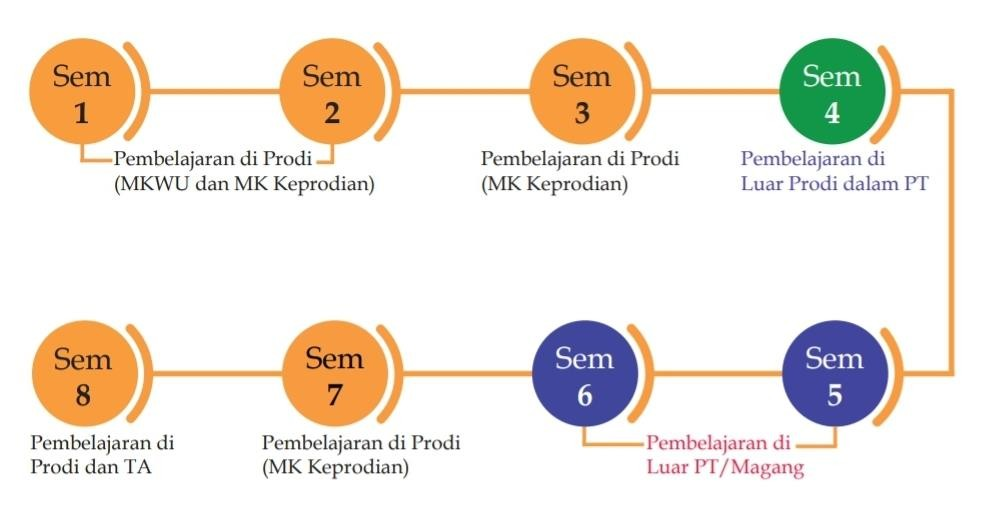 Sem
1
Sem
2
Sem
3
Sem
4
Pembelajaran di Prodi
(MKWU dan MK Keprodian)
Pembelajaran di Prodi
(MK Keprodian)
Pembelajaran di
Luar Prodi dalam PT
Sem
8
Sem
7
Sem
6
Sem
5
Pembelajaran di
Prodi dan TA
Pembelajaran di Prodi
(MK Keprodian)
Pembelajaran di
Luar PT/Magang